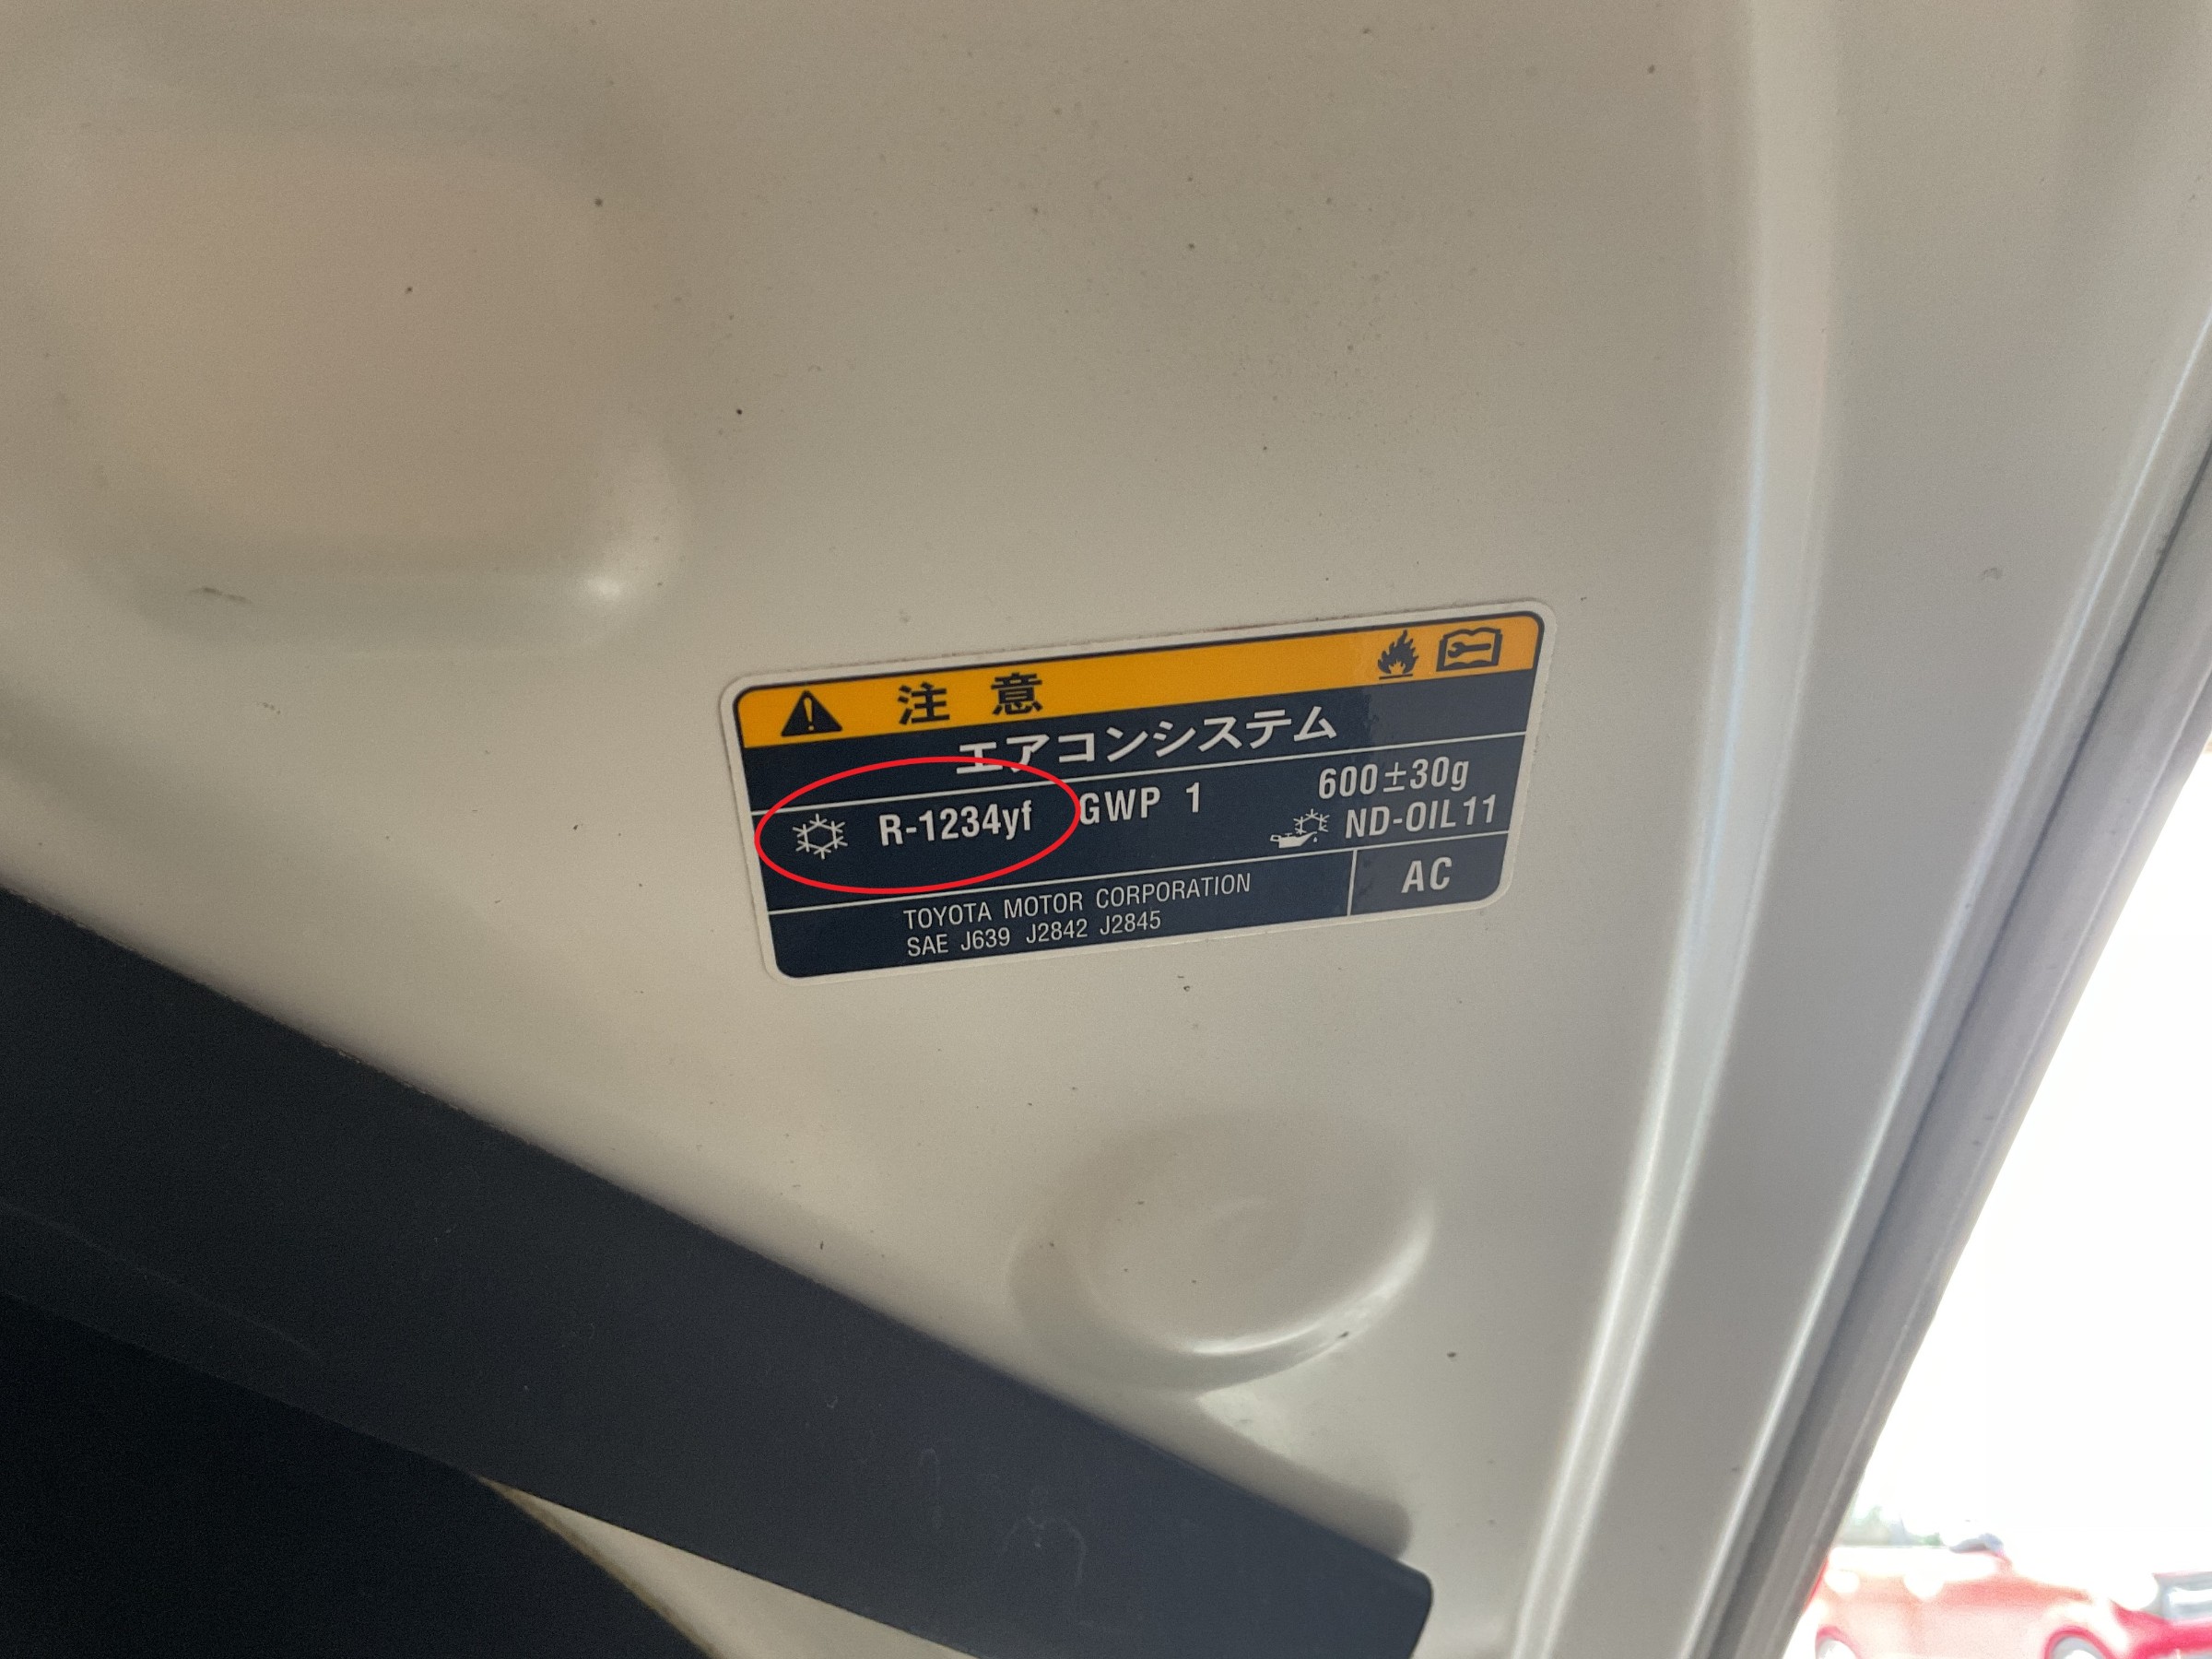 注意
エアコンシステム
R-1234yf GWP 1 600±30g
ND-OIL11
TOYOTA MOTOR CORPORATION
SAE J639 J2842 J2845
AC